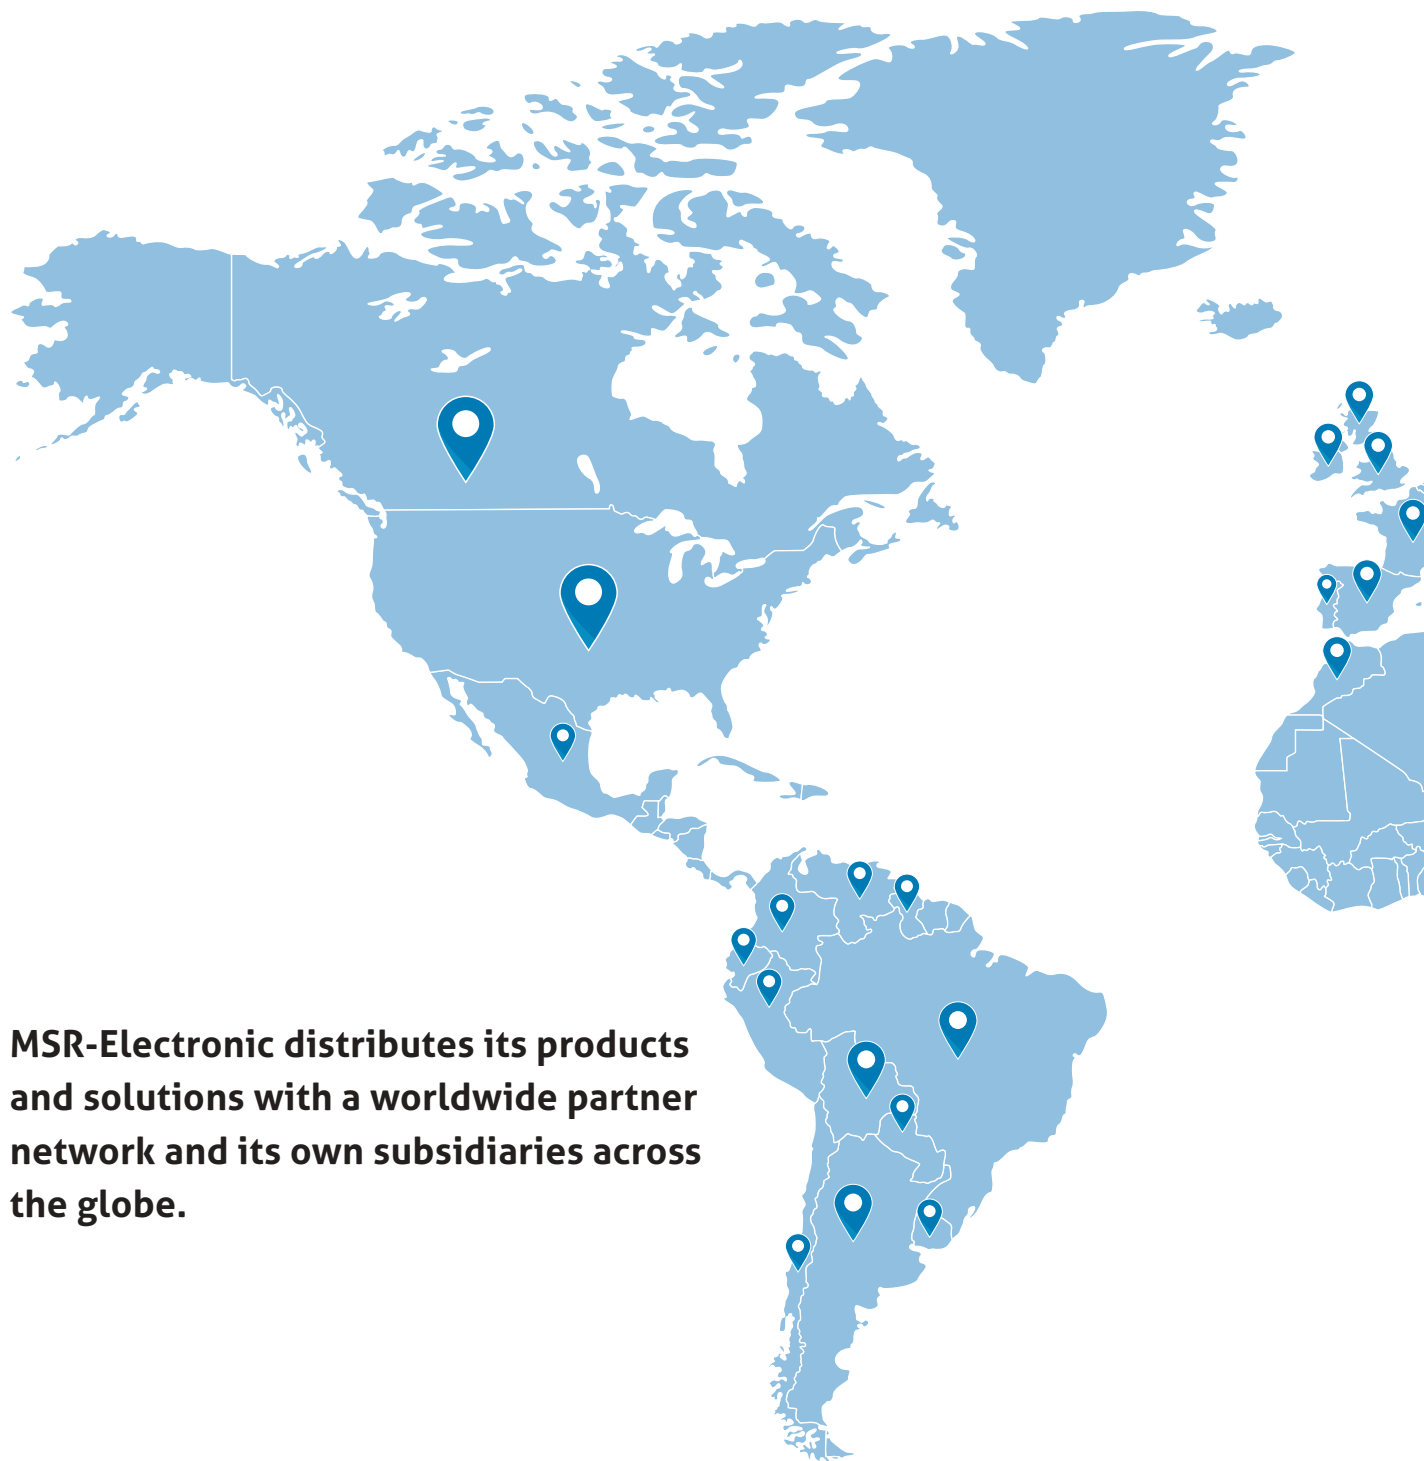 MSR-Electronic distributes its products
and solutions with a worldwide partner
network and its own subsidiaries across
the globe.